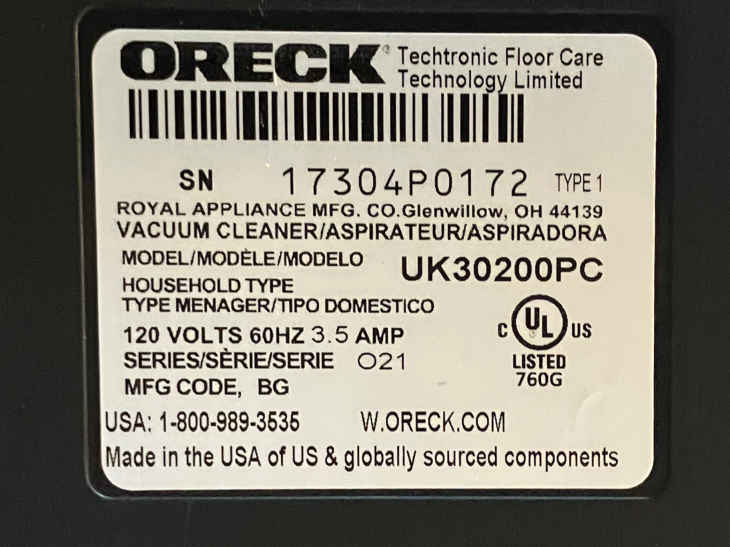 ORECK® Techtronic Floor Care
Technology Limited
SN 17304P0172 TYPE 1
ROYAL APPLIANCE MFG. CO.Glenwillow, OH 44139
VACUUM CLEANER/ASPIRATEUR/ASPIRADORA
MODEL/MODÈLE/MODELO UK30200PC
HOUSEHOLD TYPE
TYPE MENAGER/TIPO DOMESTICO
120 VOLTS 60HZ 3.5 AMP
SERIES/SÈRIE/SERIE 021
MFG CODE, BG
C UL US
LISTED
760G
USA: 1-800-989-3535 W.ORECK.COM
Made in the USA of US & globally sourced components